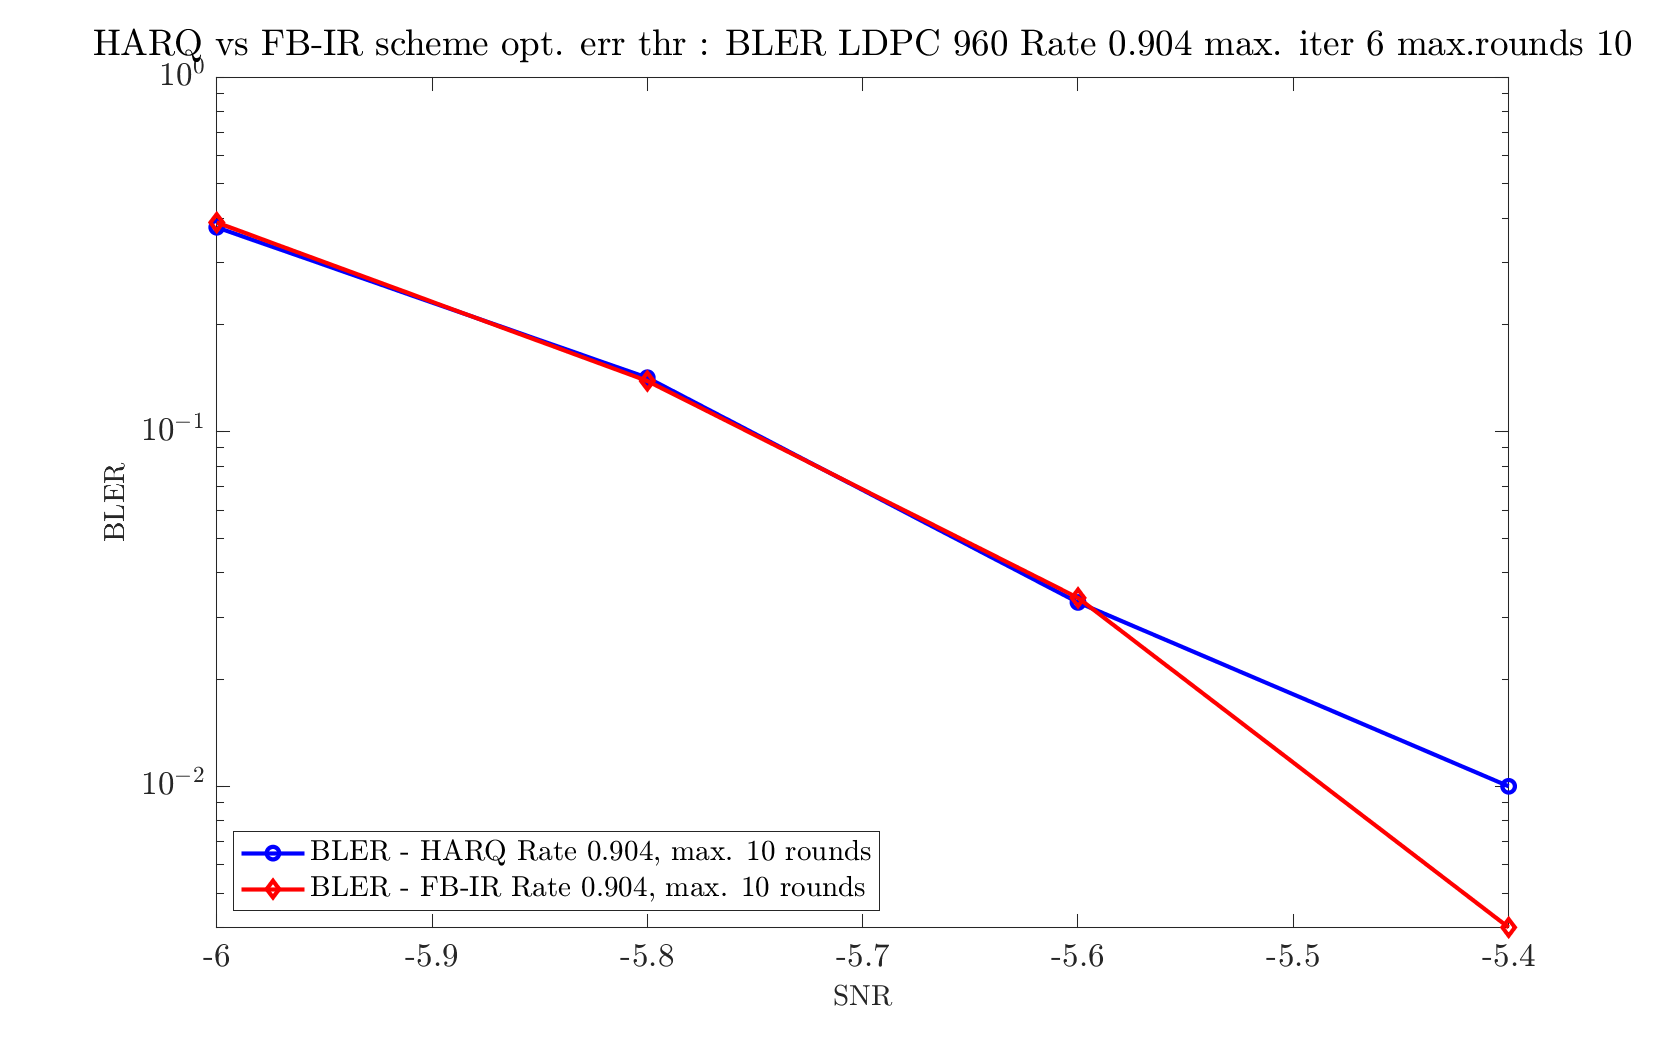 HARQ vs FB-IR scheme opt. err thr : BLER LDPC 960 Rate 0.904 max. iter 6 max.rounds 10
10^0
10^-1
10^-2
BLER
BLER - HARQ Rate 0.904, max. 10 rounds
BLER - FB-IR Rate 0.904, max. 10 rounds
-6 -5.9 -5.8 -5.7 -5.6 -5.5 -5.4
SNR